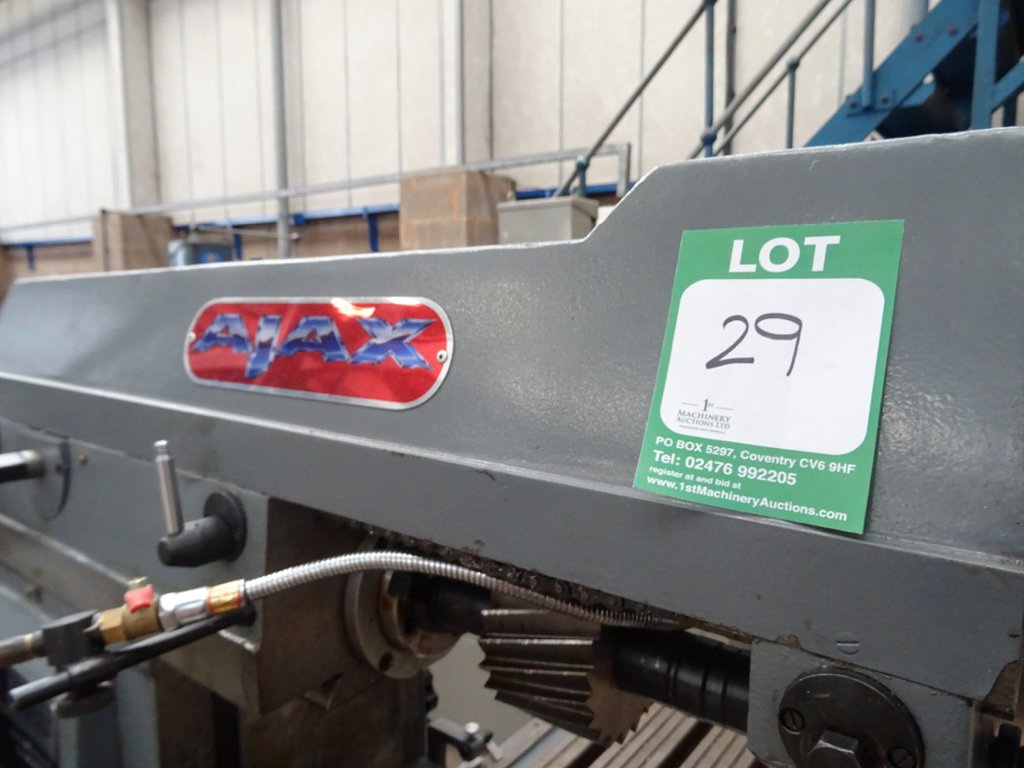 AJAX
LOT
29
1ST
MACHINERY
AUCTIONS LTD
PO BOX 5297, Coventry CV6 9HF
Tel: 02476 992205
register at and bid at
www.1stMachineryAuctions.com